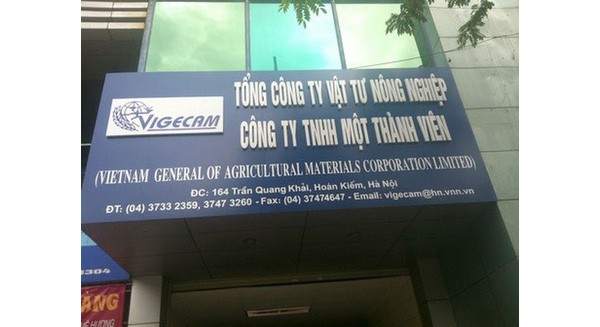 TỔNG CÔNG TY VẬT TƯ NÔNG NGHIỆP
VIGECAM
CÔNG TY TNHH MỘT THÀNH VIÊN
(VIETNAM GENERAL OF AGRICULTURAL MATERIALS CORPORATION LIMITED)
ĐC: 164 Trần Quang Khải, Hoàn Kiếm, Hà Nội
ĐT: (04) 3733 2359, 3747 3260 - Fax: (04) 37474647 - Email: vigecam@hn.vnn.vn
3304